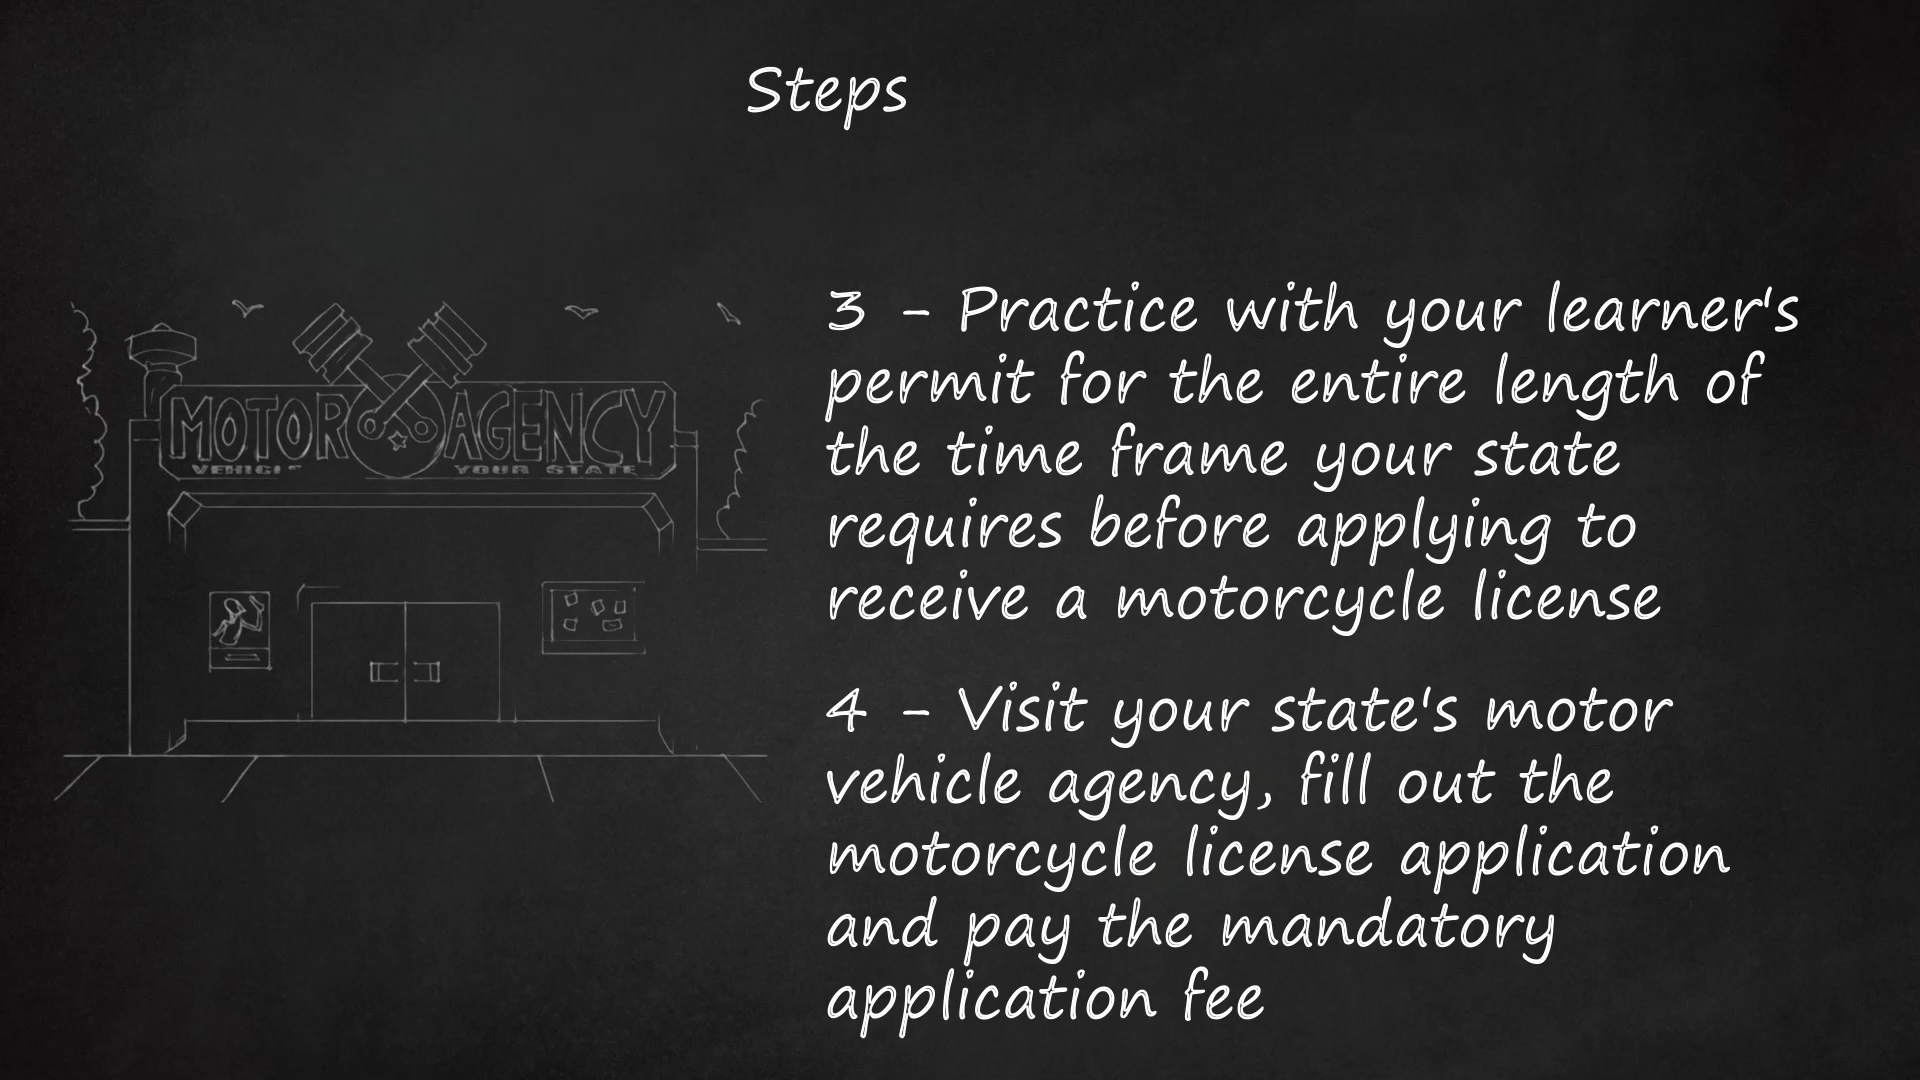 Steps
MOTOR AGENCY
YOUR STATE
3 - Practice with your learner's
permit for the entire length of
the time frame your state
requires before applying to
receive a motorcycle license
4 - Visit your state's motor
vehicle agency, fill out the
motorcycle license application
and pay the mandatory
application fee